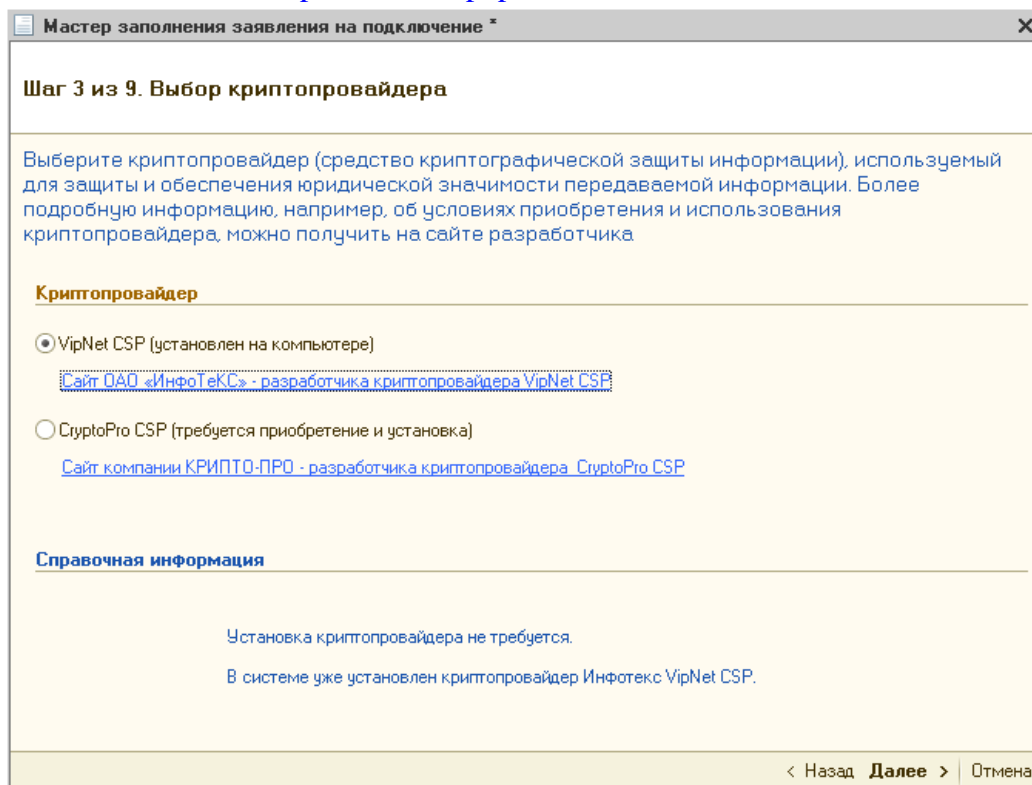 Мастер заполнения заявления на подключение *
Шаг 3 из 9. Выбор криптопровайдера
Выберите криптопровайдер (средство криптографической защиты информации), используемый
для защиты и обеспечения юридической значимости передаваемой информации. Более
подробную информацию, например, об условиях приобретения и использования
криптопровайдера, можно получить на сайте разработчика
Криптопровайдер
VipNet CSP (установлен на компьютере)
Сайт ОАО «ИнфоТеКС» - разработчика криптопровайдера VipNet CSP
CryptoPro CSP (требуется приобретение и установка)
Сайт компании КРИПТО-ПРО - разработчика криптопровайдера CryptoPro CSP
Справочная информация
Установка криптопровайдера не требуется.
В системе уже установлен криптопровайдер Инфотекс VipNet CSP.
< Назад Далее > Отмена